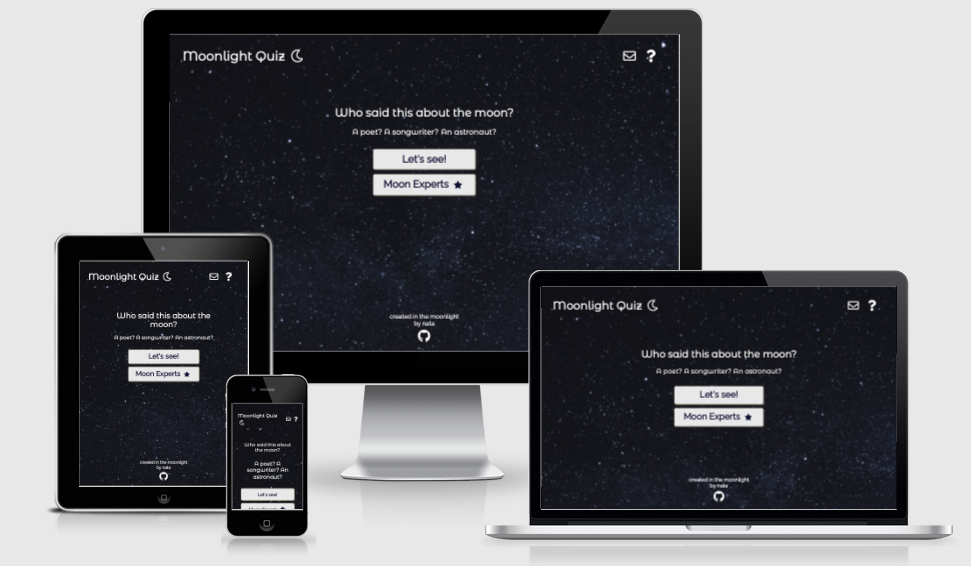 Moonlight Quiz
?
Who said this about the moon?
A poet? A songwriter? An astronaut?
Let's see!
Moon Experts
created in the moonlight
by nata
Moonlight Quiz
?
Who said this about the
moon?
A poet? A songwriter? An astronaut?
Let's see!
Moon Experts
created in the moonlight
by nata
Moonlight Quiz
?
Who said this about
the moon?
A poet? A
songwriter? An
astronaut?
Let's see!
Moon Experts
Moonlight Quiz
?
Who said this about the moon?
A poet? A songwriter? An astronaut?
Let's see!
Moon Experts
created in the moonlight
by nata